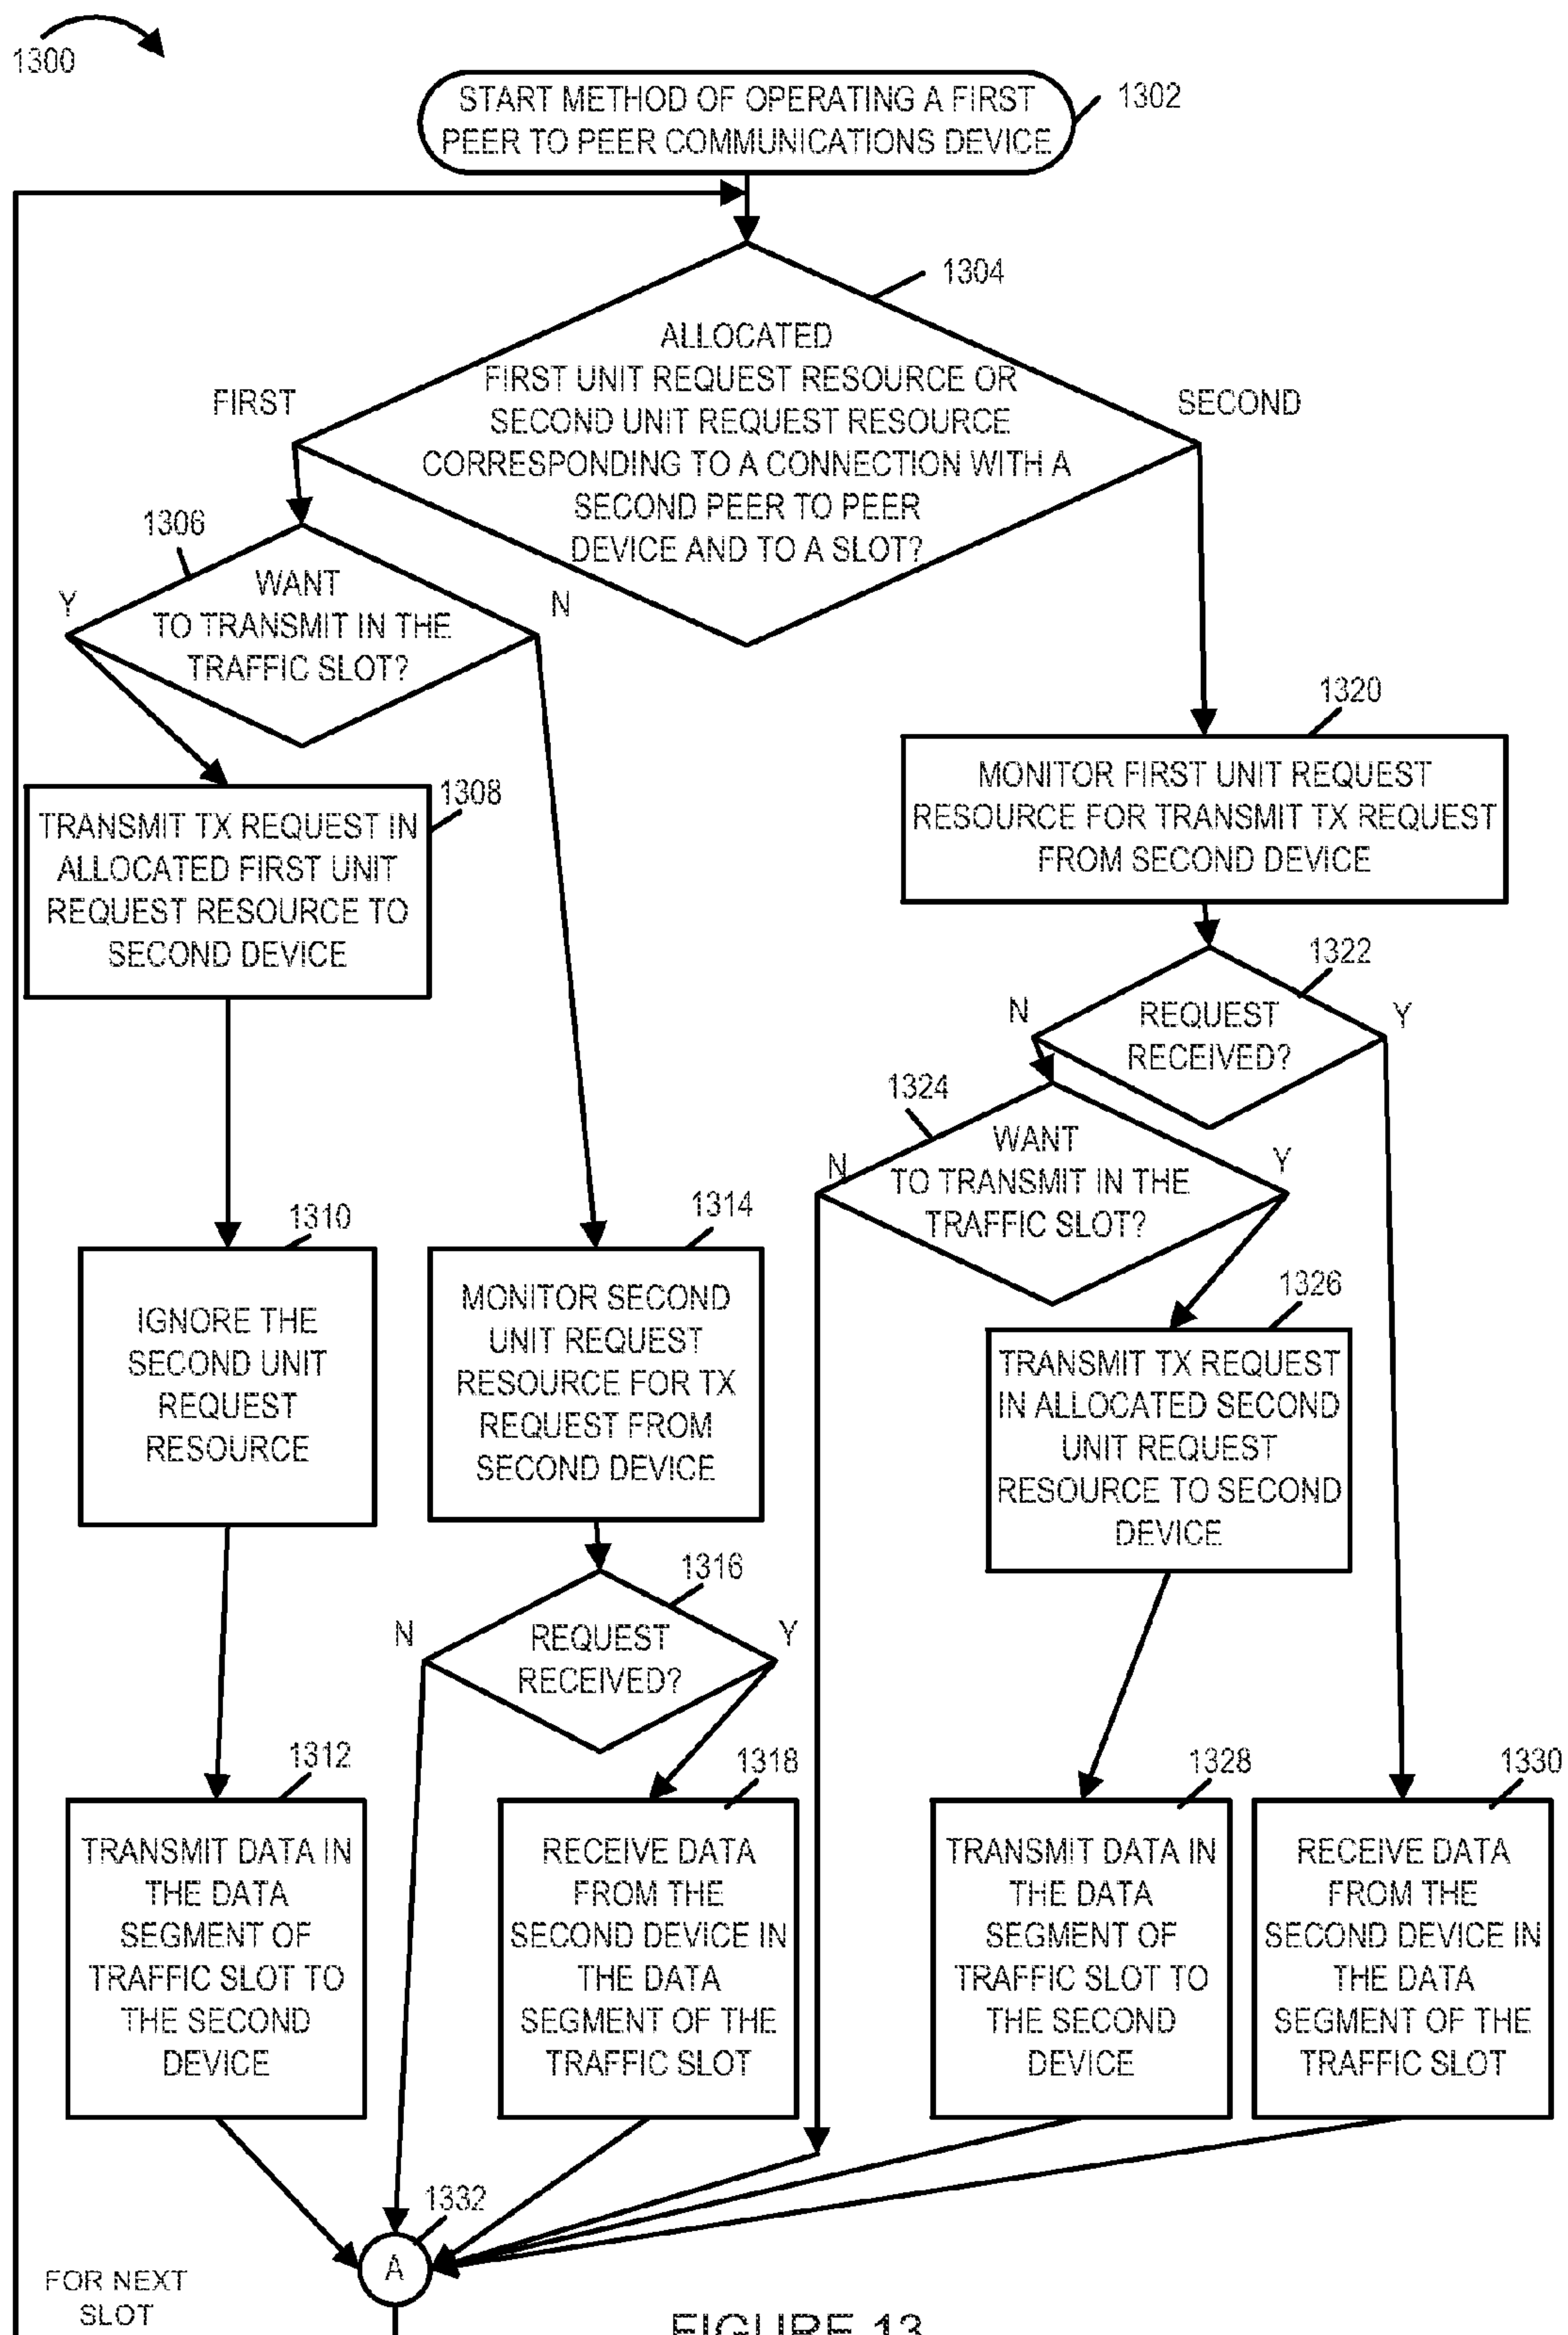 1300
START METHOD OF OPERATING A FIRST
PEER TO PEER COMMUNICATIONS DEVICE
1302
1304
ALLOCATED
FIRST UNIT REQUEST RESOURCE OR
SECOND UNIT REQUEST RESOURCE
CORRESPONDING TO A CONNECTION WITH A
SECOND PEER TO PEER
DEVICE AND TO A SLOT?
FIRST
SECOND
1306
WANT
TO TRANSMIT IN THE
TRAFFIC SLOT?
Y
N
1308
TRANSMIT TX REQUEST IN
ALLOCATED FIRST UNIT
REQUEST RESOURCE TO
SECOND DEVICE
1320
MONITOR FIRST UNIT REQUEST
RESOURCE FOR TRANSMIT TX REQUEST
FROM SECOND DEVICE
1322
N
REQUEST
RECEIVED?
Y
1324
N
WANT
TO TRANSMIT IN THE
TRAFFIC SLOT?
Y
1310
IGNORE THE
SECOND UNIT
REQUEST
RESOURCE
1314
MONITOR SECOND
UNIT REQUEST
RESOURCE FOR TX
REQUEST FROM
SECOND DEVICE
1326
TRANSMIT TX REQUEST
IN ALLOCATED SECOND
UNIT REQUEST
RESOURCE TO SECOND
DEVICE
1316
N
REQUEST
RECEIVED?
Y
1312
TRANSMIT DATA IN
THE DATA
SEGMENT OF
TRAFFIC SLOT TO
THE SECOND
DEVICE
1318
RECEIVE DATA
FROM THE
SECOND DEVICE IN
THE DATA
SEGMENT OF THE
TRAFFIC SLOT
1328
TRANSMIT DATA IN
THE DATA
SEGMENT OF
TRAFFIC SLOT TO
THE SECOND
DEVICE
1330
RECEIVE DATA
FROM THE
SECOND DEVICE IN
THE DATA
SEGMENT OF THE
TRAFFIC SLOT
1332
A
FOR NEXT
SLOT
FIGURE 13